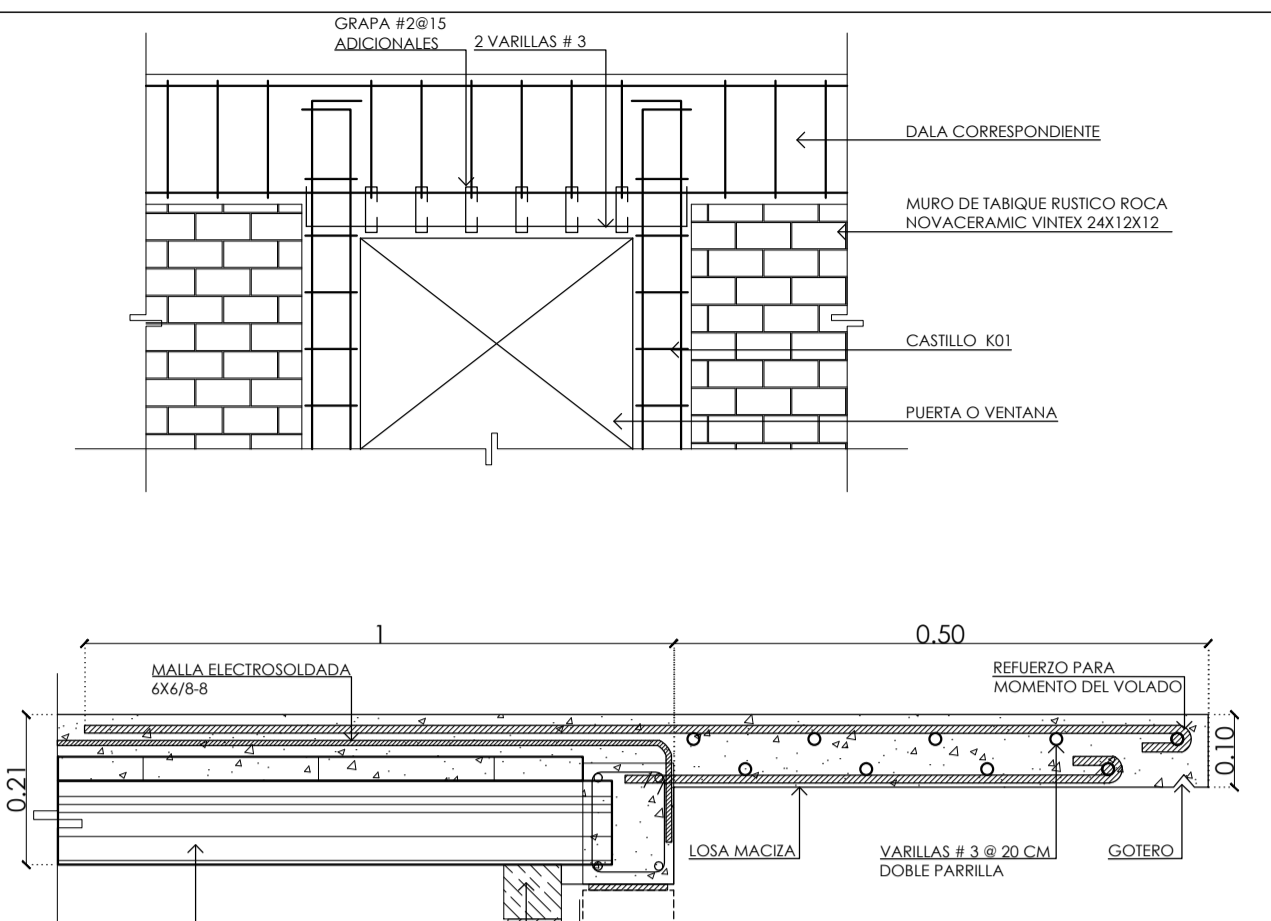 GRAPA #2@15
ADICIONALES
2 VARILLAS # 3
DALA CORRESPONDIENTE
MURO DE TABIQUE RUSTICO ROCA
NOVACERAMIC VINTEX 24X12X12
CASTILLO K01
PUERTA O VENTANA
1
0.50
MALLA ELECTROSOLDADA
6X6/8-8
REFUERZO PARA
MOMENTO DEL VOLADO
0.21
0.10
LOSA MACIZA
VARILLAS # 3 @ 20 CM
DOBLE PARRILLA
GOTERO